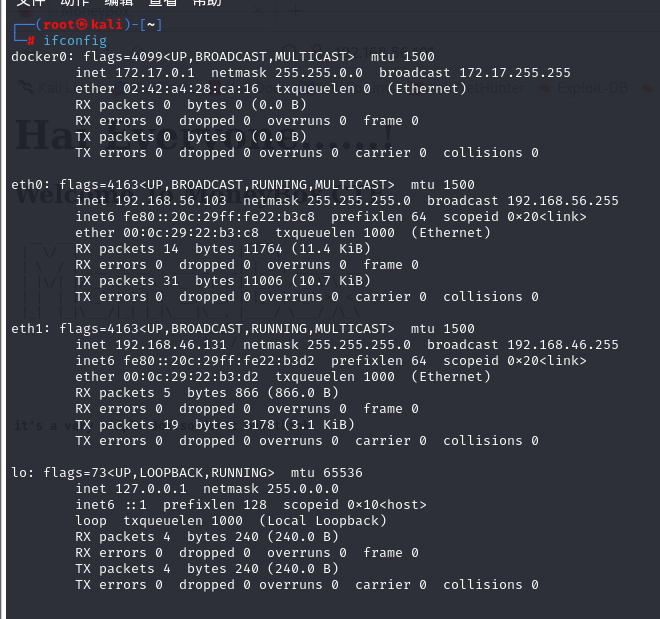 文件 动作 编辑 查看 帮助
┌──(root㉿kali)-[~]
└─# ifconfig
docker0: flags=4099<UP,BROADCAST,MULTICAST>  mtu 1500
        inet 172.17.0.1  netmask 255.255.0.0  broadcast 172.17.255.255
        ether 02:42:a4:28:ca:16  txqueuelen 0  (Ethernet)
        RX packets 0  bytes 0 (0.0 B)
        RX errors 0  dropped 0  overruns 0  frame 0
        TX packets 0  bytes 0 (0.0 B)
        TX errors 0  dropped 0 overruns 0  carrier 0  collisions 0

eth0: flags=4163<UP,BROADCAST,RUNNING,MULTICAST>  mtu 1500
        inet 192.168.56.103  netmask 255.255.255.0  broadcast 192.168.56.255
        inet6 fe80::20c:29ff:fe22:b3c8  prefixlen 64  scopeid 0×20<link>
        ether 00:0c:29:22:b3:c8  txqueuelen 1000  (Ethernet)
        RX packets 14  bytes 11764 (11.4 KiB)
        RX errors 0  dropped 0  overruns 0  frame 0
        TX packets 31  bytes 11006 (10.7 KiB)
        TX errors 0  dropped 0 overruns 0  carrier 0  collisions 0

eth1: flags=4163<UP,BROADCAST,RUNNING,MULTICAST>  mtu 1500
        inet 192.168.46.131  netmask 255.255.255.0  broadcast 192.168.46.255
        inet6 fe80::20c:29ff:fe22:b3d2  prefixlen 64  scopeid 0×20<link>
        ether 00:0c:29:22:b3:d2  txqueuelen 1000  (Ethernet)
        RX packets 5  bytes 866 (866.0 B)
        RX errors 0  dropped 0  overruns 0  frame 0
        TX packets 19  bytes 3178 (3.1 KiB)
        TX errors 0  dropped 0 overruns 0  carrier 0  collisions 0

lo: flags=73<UP,LOOPBACK,RUNNING>  mtu 65536
        inet 127.0.0.1  netmask 255.0.0.0
        inet6 ::1  prefixlen 128  scopeid 0×10<host>
        loop  txqueuelen 1000  (Local Loopback)
        RX packets 4  bytes 240 (240.0 B)
        RX errors 0  dropped 0  overruns 0  frame 0
        TX packets 4  bytes 240 (240.0 B)
        TX errors 0  dropped 0 overruns 0  carrier 0  collisions 0